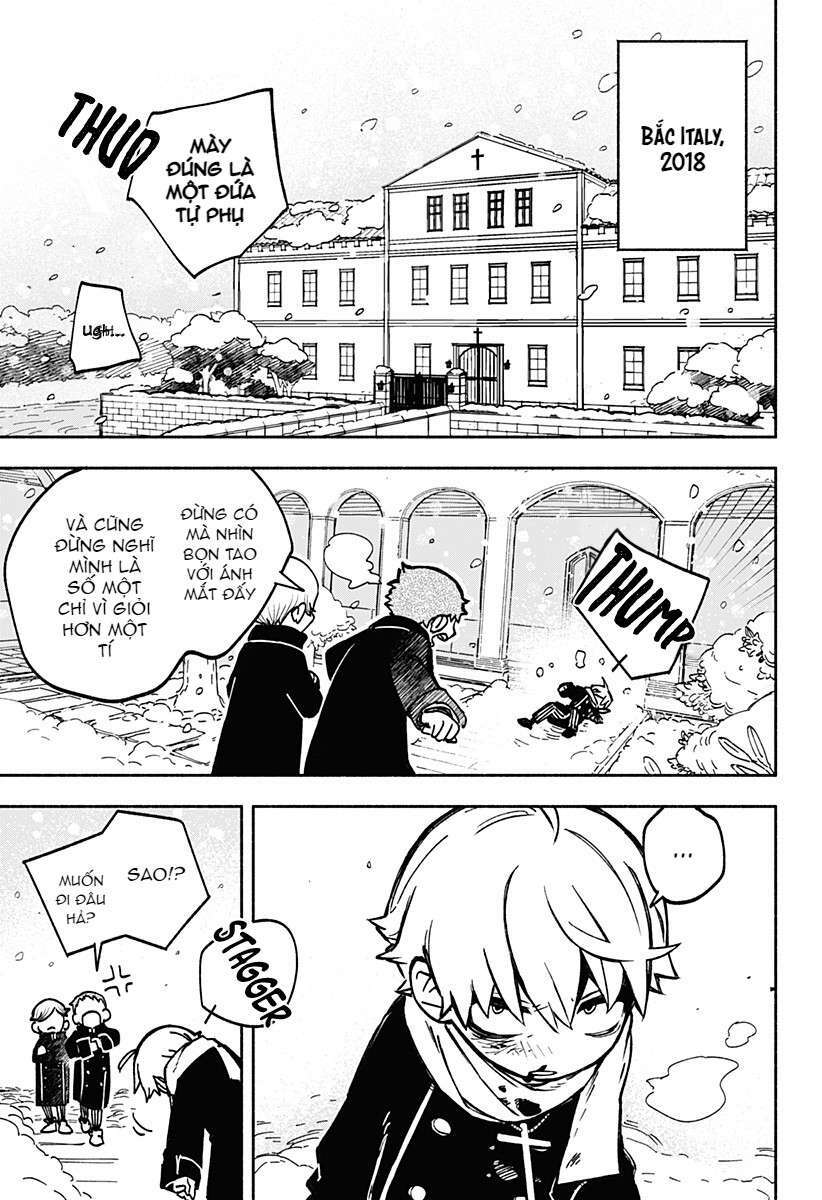 BẮC ITALY,
2018
THUD
MÀY
ĐÚNG LÀ
MỘT ĐỨA
TỰ PHỤ
Ugh...
THUMP
ĐỪNG CÓ
MÀ NHÌN
BỌN TAO
VỚI ÁNH
MẮT ĐẤY
VÀ CŨNG
ĐỪNG NGHĨ
MÌNH LÀ
SỐ MỘT
CHỈ VÌ GIỎI
HƠN MỘT
TÍ
...
STAGGER
SAO!?
MUỐN
ĐI ĐÂU
HẢ?